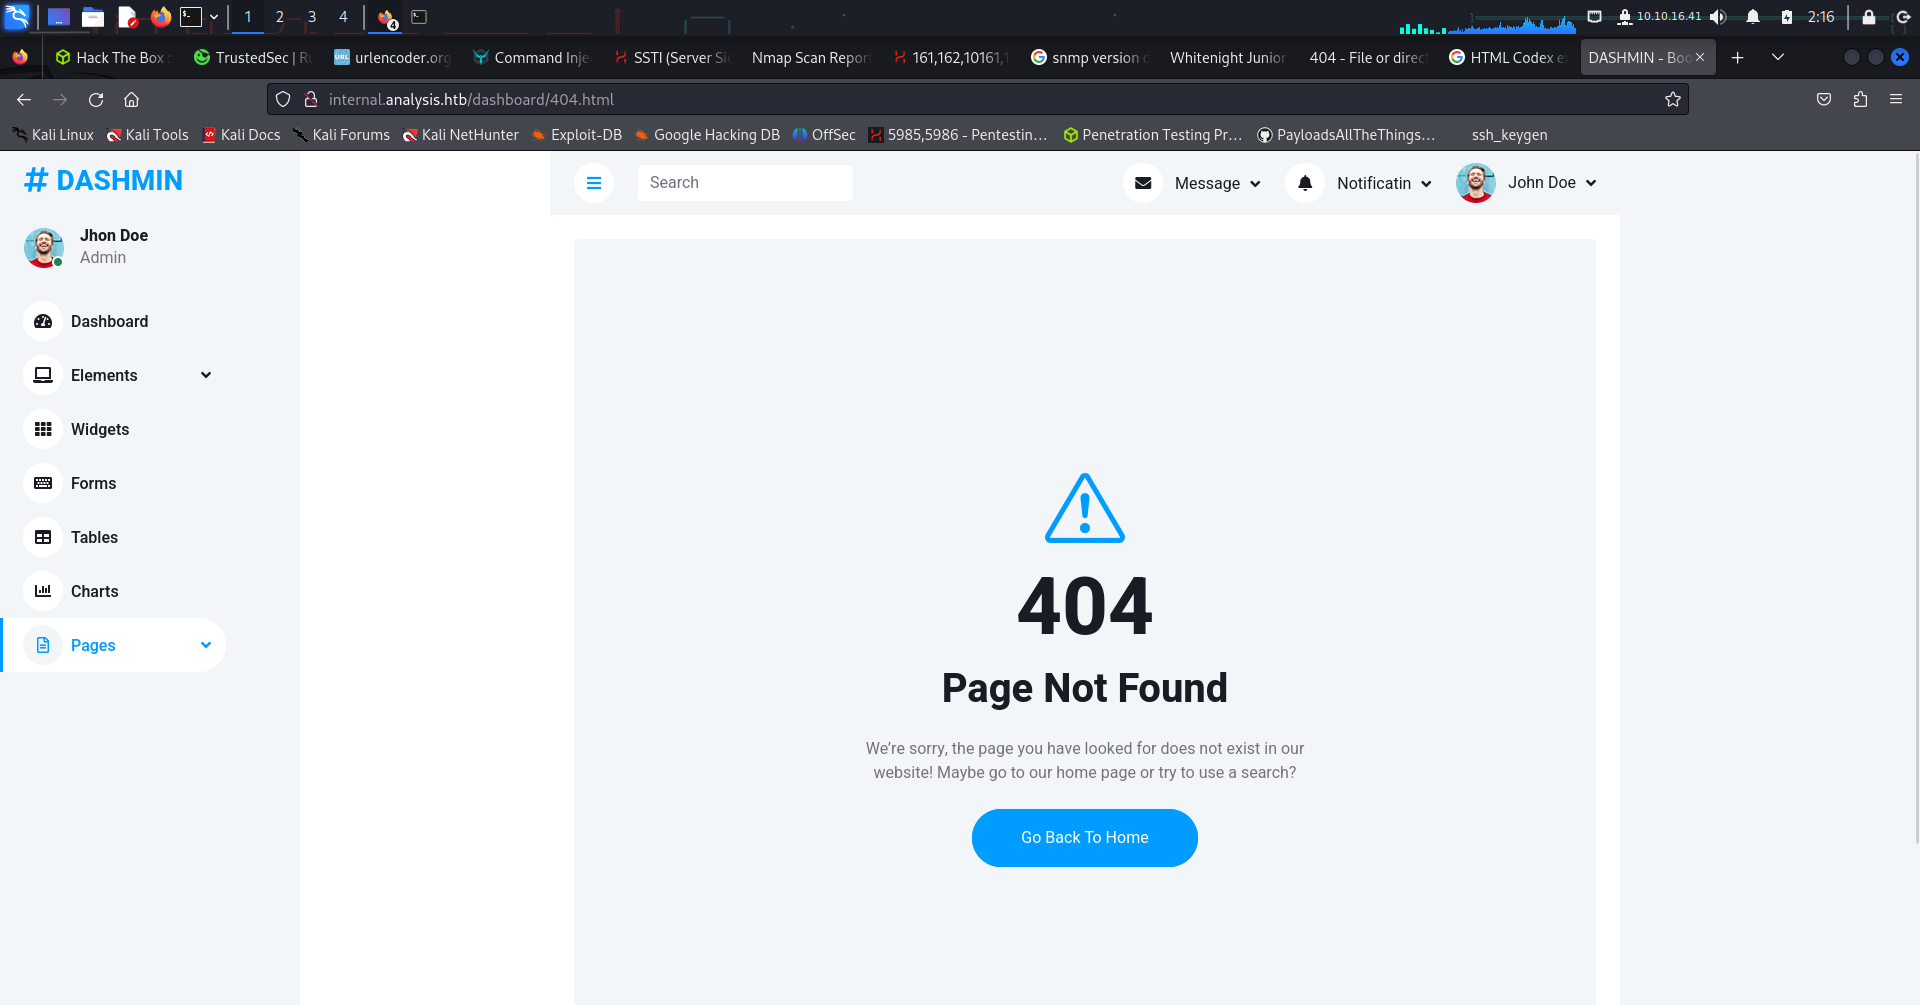 1 2 3 4 4 10.10.16.41 2:16
Hack The Box : TrustedSec | R urlencoder.org Command Inje SSTI (Server Si Nmap Scan Report 161,162,10161,1 snmp version Whitenight Junior 404 - File or direct HTML Codex e DASHMIN - Boo
internal.analysis.htb/dashboard/404.html
Kali Linux Kali Tools Kali Docs Kali Forums Kali NetHunter Exploit-DB Google Hacking DB OffSec 5985,5986 - Pentestin… Penetration Testing Pr… PayloadsAllTheThings… ssh_keygen
# DASHMIN
Search
Message
Notificatin
John Doe
Jhon Doe
Admin
Dashboard
Elements
Widgets
Forms
Tables
Charts
Pages
404
Page Not Found
We’re sorry, the page you have looked for does not exist in our
website! Maybe go to our home page or try to use a search?
Go Back To Home